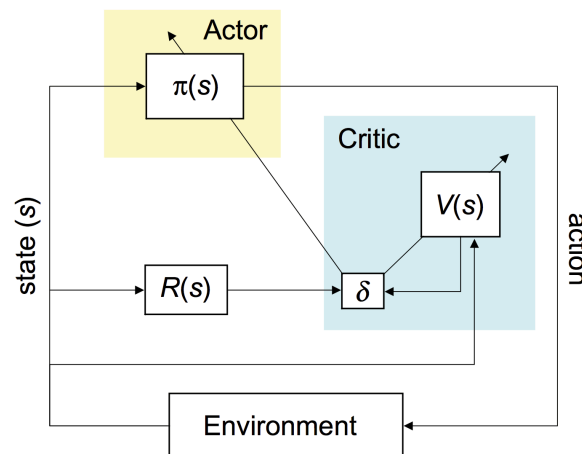 Actor
π(s)
Critic
V(s)
state (s)
action
R(s)
δ
Environment